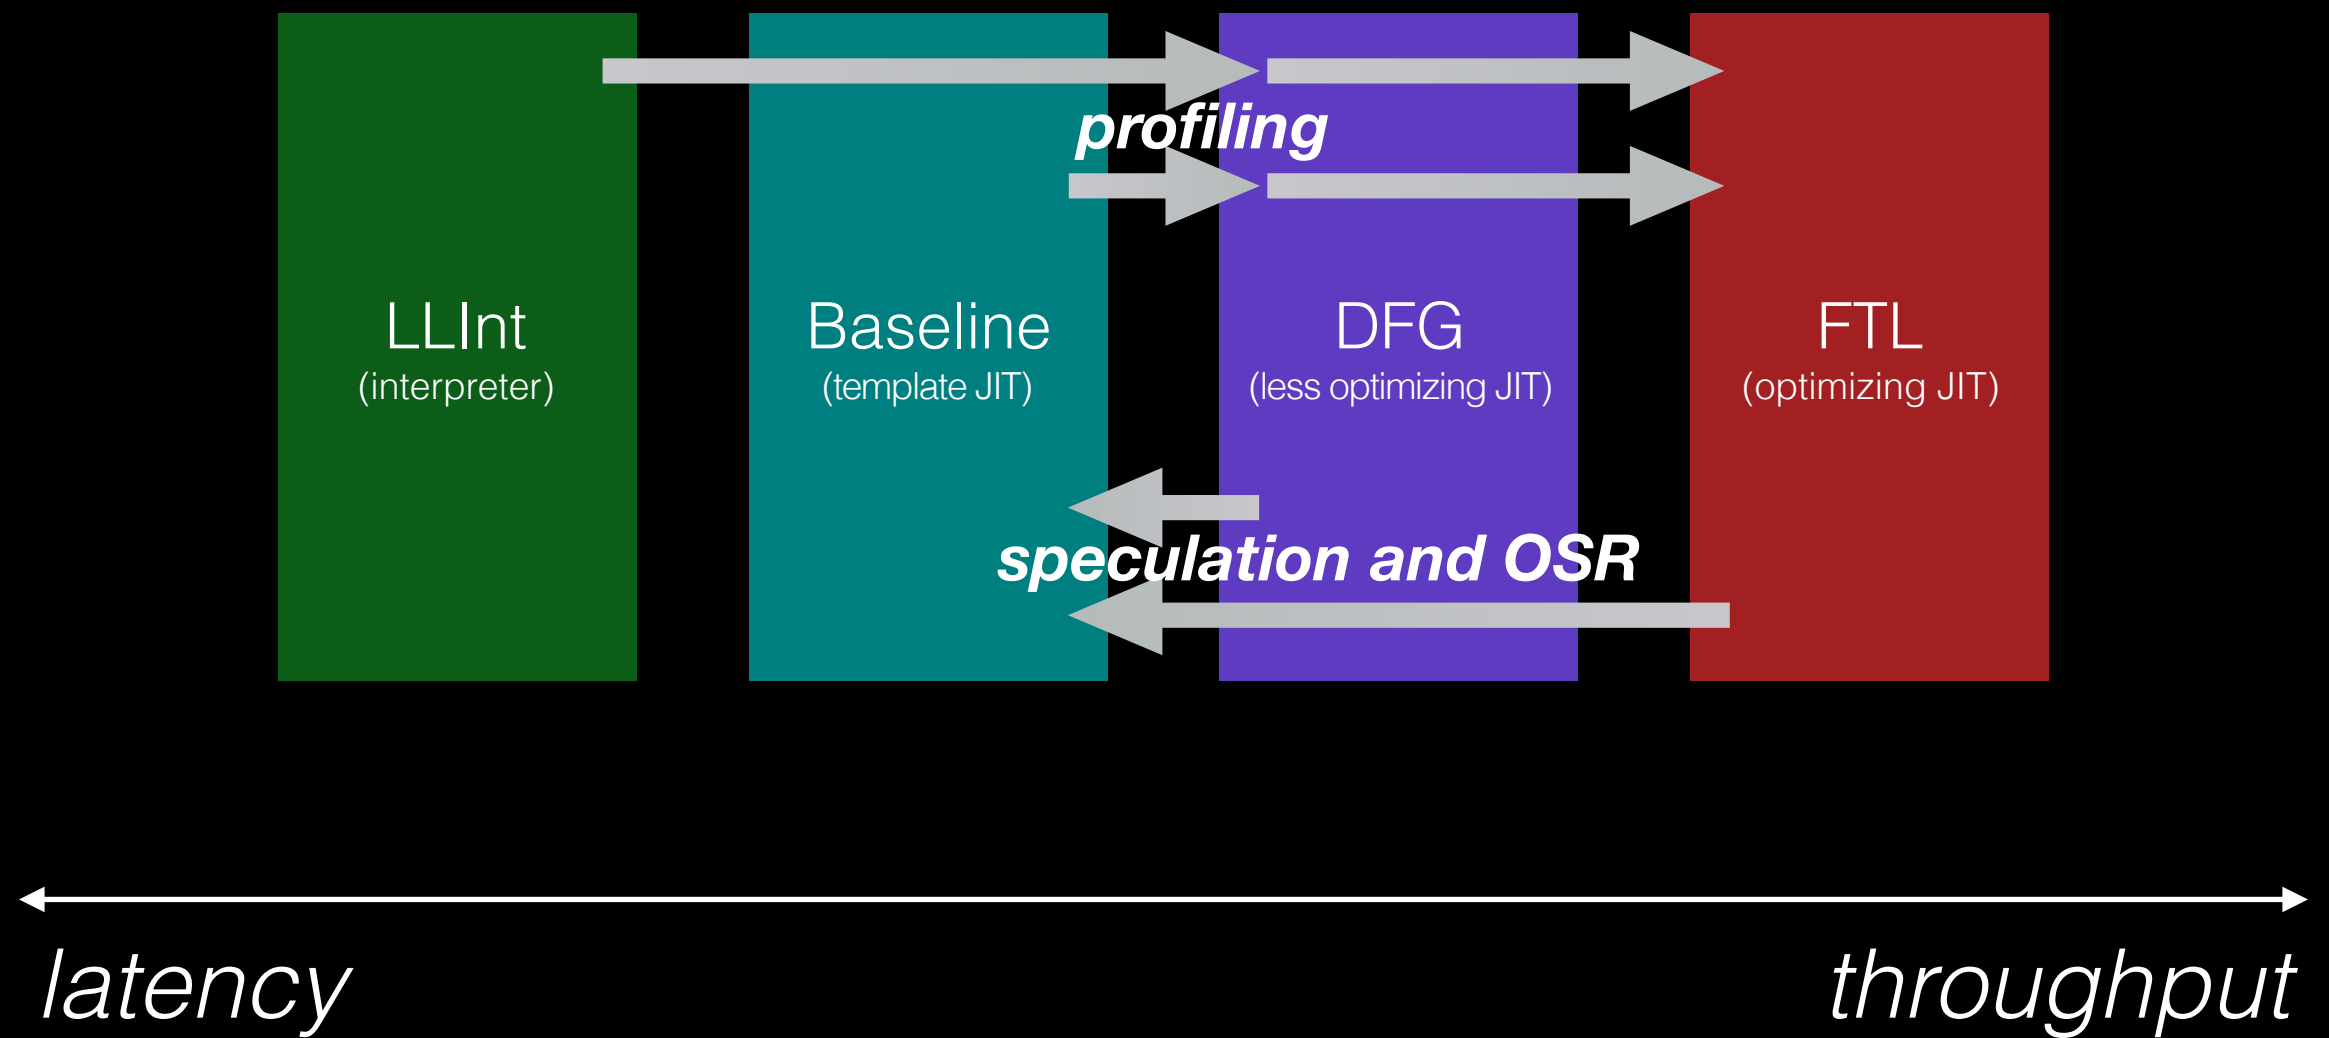 profiling
LLInt
(interpreter)
Baseline
(template JIT)
DFG
(less optimizing JIT)
FTL
(optimizing JIT)
speculation and OSR
latency
throughput